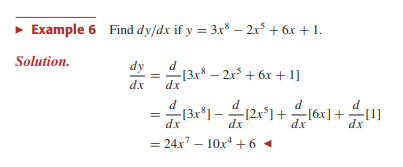 ► Example 6 Find dy/dx if y = 3x⁸ − 2x⁵ + 6x + 1.
Solution.
dy/dx = d/dx[3x⁸ − 2x⁵ + 6x + 1]
= d/dx[3x⁸] − d/dx[2x⁵] + d/dx[6x] + d/dx[1]
= 24x⁷ − 10x⁴ + 6 ◄